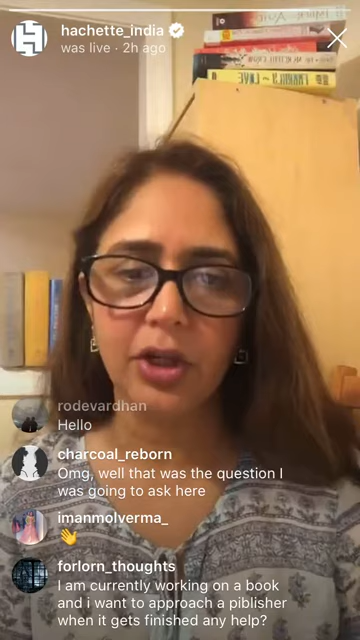 hachette_india
was live · 2h ago
rodevardhan
Hello
charcoal_reborn
Omg, well that was the question I
was going to ask here
imanmolverma_
👋
forlorn_thoughts
I am currently working on a book
and i want to approach a piblisher
when it gets finished any help?